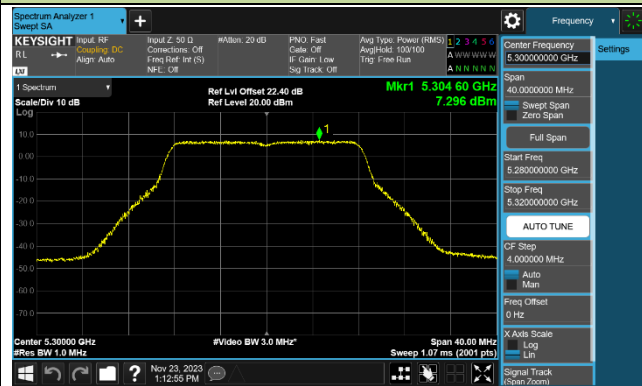 Spectrum Analyzer 1
Swept SA
+
Frequency
KEYSIGHT
RL
LXI
Input: RF
Coupling: DC
Align: Auto
Input Z: 50 Ω
Corrections: Off
Freq Ref: Int (S)
NFE: Off
#Atten: 20 dB
PNO: Fast
Gate: Off
IF Gain: Low
Sig Track: Off
Avg Type: Power (RMS)
Avg|Hold: 100/100
Trig: Free Run
1 2 3 4 5 6
A W W W W W
A N N N N N
1 Spectrum
Scale/Div 10 dB
Log
Ref Lvl Offset 22.40 dB
Ref Level 20.00 dBm
Mkr1 5.304 60 GHz
7.296 dBm
1
10.0
0.00
-10.0
-20.0
-30.0
-40.0
-50.0
-60.0
-70.0
Center 5.30000 GHz
#Res BW 1.0 MHz
#Video BW 3.0 MHz*
Span 40.00 MHz
Sweep 1.07 ms (2001 pts)
Nov 23, 2023
1:12:55 PM
?
Center Frequency
5.300000000 GHz
Settings
Span
40.0000000 MHz
Swept Span
Zero Span
Full Span
Start Freq
5.280000000 GHz
Stop Freq
5.320000000 GHz
AUTO TUNE
CF Step
4.000000 MHz
Auto
Man
Freq Offset
0 Hz
X Axis Scale
Log
Lin
Signal Track
(Span Zoom)